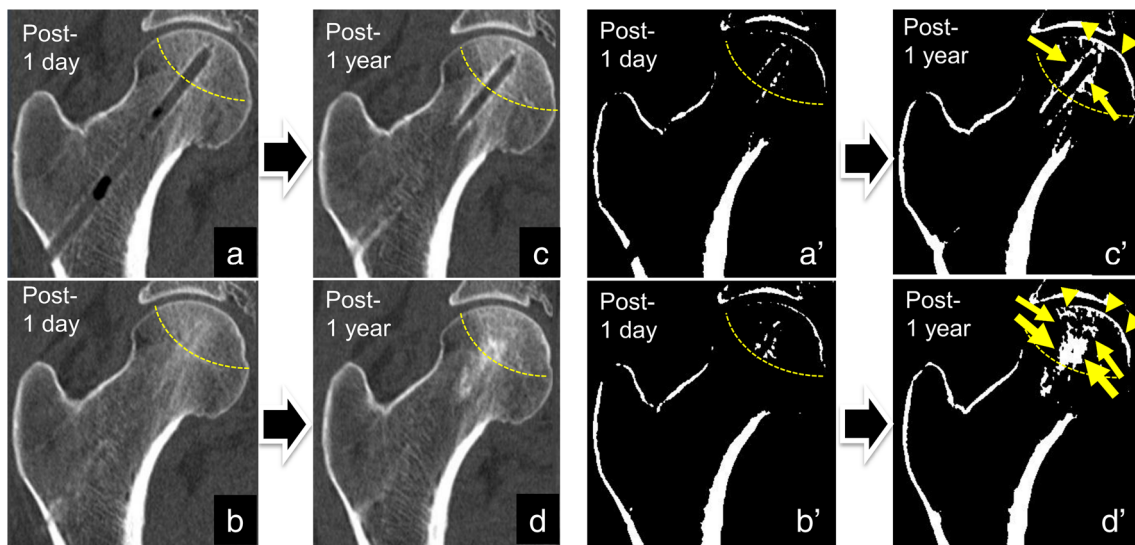 Post-
1 day
a
Post-
1 year
c
Post-
1 day
a’
Post-
1 year
c’
Post-
1 day
b
Post-
1 year
d
Post-
1 day
b’
Post-
1 year
d’